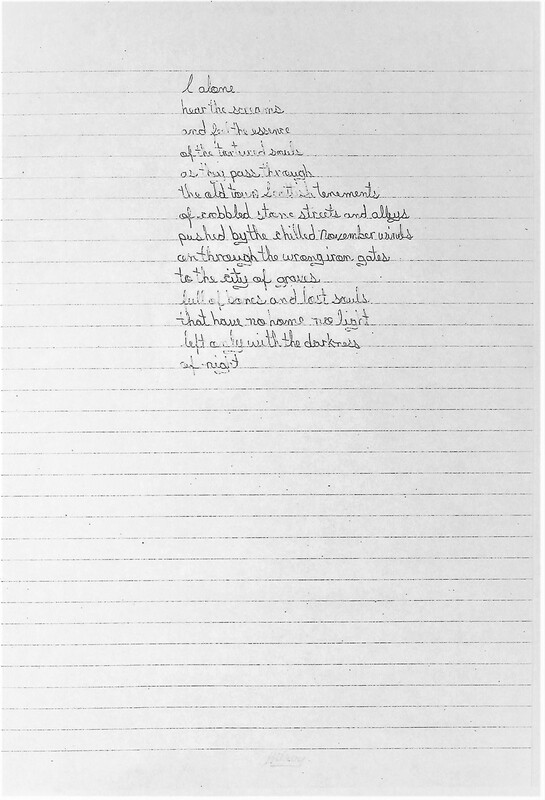 I alone
hear the screams
and feel the essence
of the tortured souls
as they pass through
the old town Scottish tenements
of cobbled stone streets and alleys
pushed by the chilled November winds
on through the wrong iron gates
to the city of graves
full of bones and lost souls
that have no home no light
left only with the darkness
of night